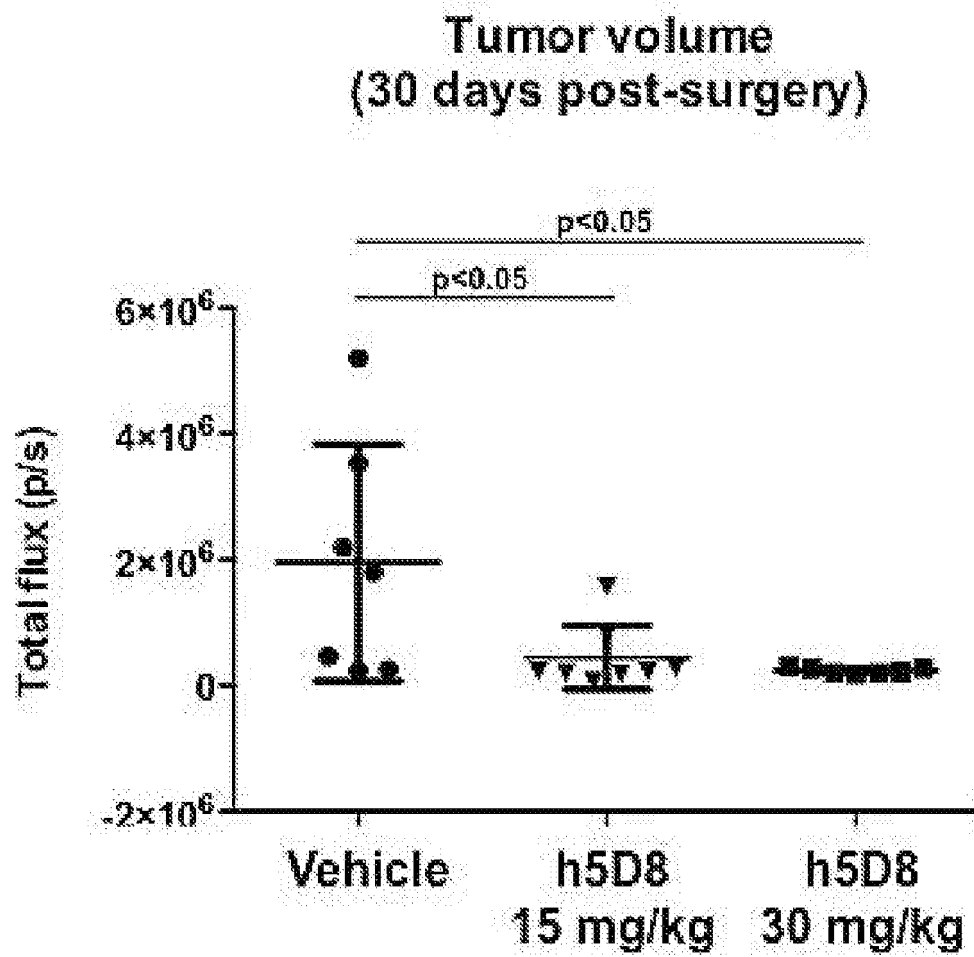 Tumor volume
(30 days post-surgery)
p<0.05
p<0.05
6×10⁶
4×10⁶
2×10⁶
0
-2×10⁶
Total flux (p/s)
Vehicle
h5D8
15 mg/kg
h5D8
30 mg/kg